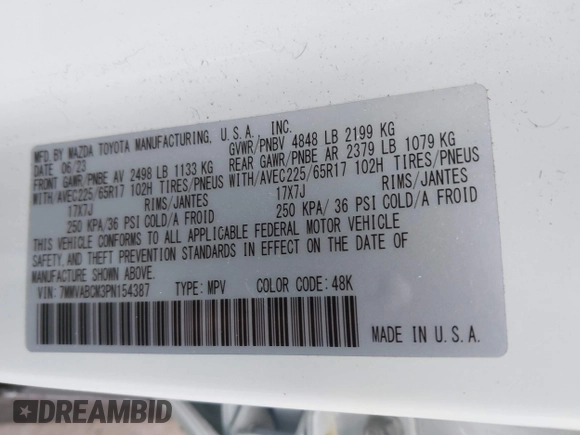 MFD.BY MAZDA TOYOTA MANUFACTURING, U.S.A., INC.
DATE 06/23 GVWR/PNBV 4848 LB 2199 KG
FRONT GAWR/PNBE AV 2498 LB 1133 KG REAR GAWR/PNBE AR 2379 LB 1079 KG
WITH/AVEC225/65R17 102H TIRES/PNEUS WITH/AVEC225/65R17 102H TIRES/PNEUS
17X7J RIMS/JANTES 17X7J RIMS/JANTES
250 KPA/36 PSI COLD/A FROID 250 KPA/ 36 PSI COLD/A FROID
THIS VEHICLE CONFORMS TO ALL APPLICABLE FEDERAL MOTOR VEHICLE
SAFETY, AND THEFT PREVENTION STANDARDS IN EFFECT ON THE DATE OF
MANUFACTURE SHOWN ABOVE.
VIN: 7MMVABCM3PN154387 TYPE: MPV COLOR CODE: 48K
MADE IN U.S.A.
DREAMBID